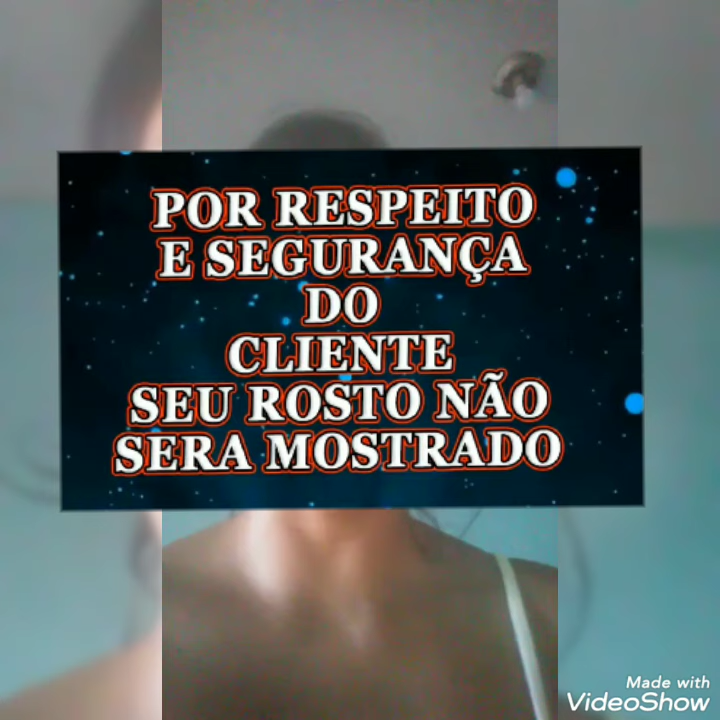 POR RESPEITO
E SEGURANÇA
DO
CLIENTE
SEU ROSTO NÃO
SERA MOSTRADO
Made with
VideoShow